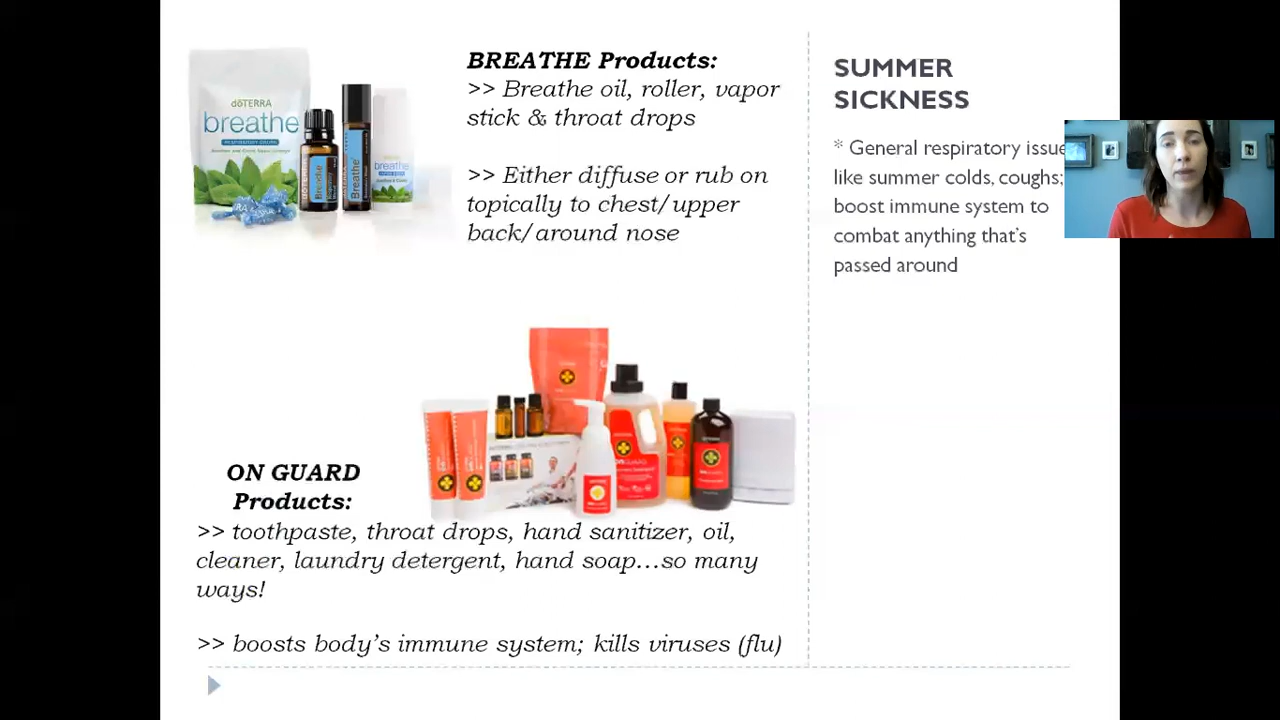 BREATHE Products:
>> Breathe oil, roller, vapor
stick & throat drops
>> Either diffuse or rub on
topically to chest/upper
back/around nose
dōTERRA
breathe
Breathe
Breathe
breathe
ON GUARD
Products:
>> toothpaste, throat drops, hand sanitizer, oil,
cleaner, laundry detergent, hand soap...so many
ways!
>> boosts body's immune system; kills viruses (flu)
SUMMER
SICKNESS
* General respiratory issue
like summer colds, coughs;
boost immune system to
combat anything that's
passed around